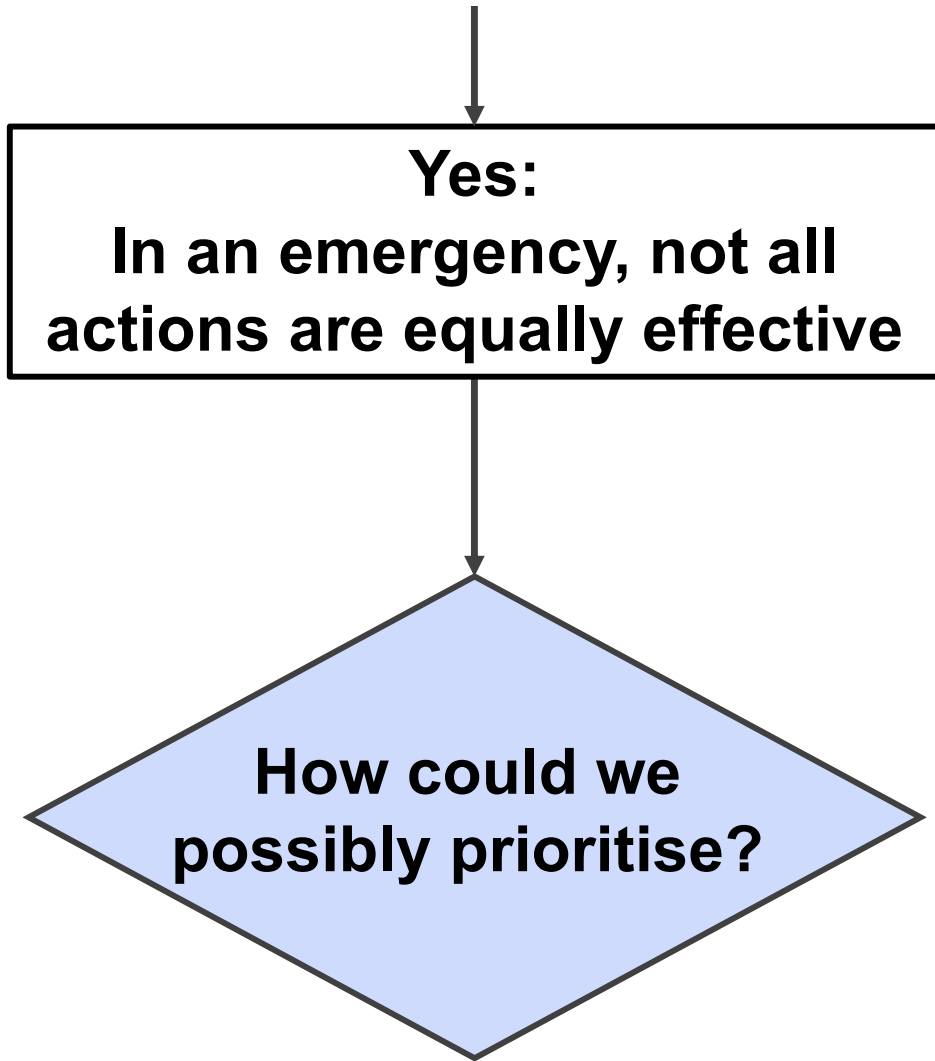 Yes:
In an emergency, not all
actions are equally effective
How could we
possibly prioritise?